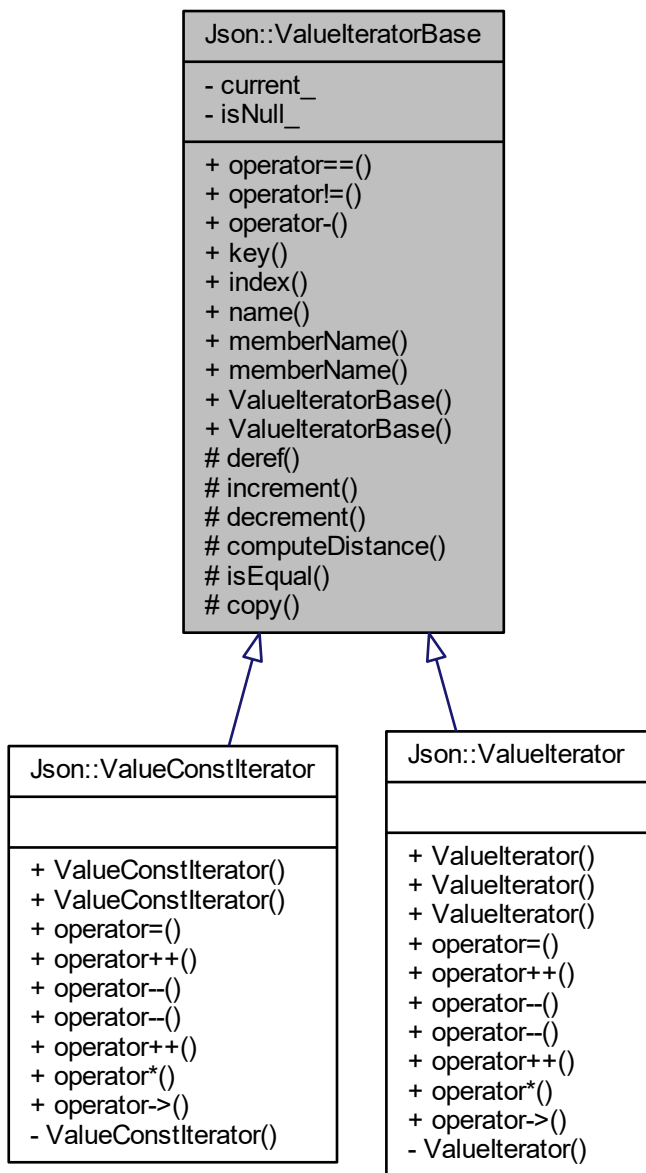 Json::ValueIteratorBase
- current_
- isNull_
+ operator==()
+ operator!=()
+ operator-()
+ key()
+ index()
+ name()
+ memberName()
+ memberName()
+ ValueIteratorBase()
+ ValueIteratorBase()
# deref()
# increment()
# decrement()
# computeDistance()
# isEqual()
# copy()
Json::ValueConstIterator
+ ValueConstIterator()
+ ValueConstIterator()
+ operator=()
+ operator++()
+ operator--()
+ operator--()
+ operator++()
+ operator*()
+ operator->()
- ValueConstIterator()
Json::ValueIterator
+ ValueIterator()
+ ValueIterator()
+ ValueIterator()
+ operator=()
+ operator++()
+ operator--()
+ operator--()
+ operator++()
+ operator*()
+ operator->()
- ValueIterator()